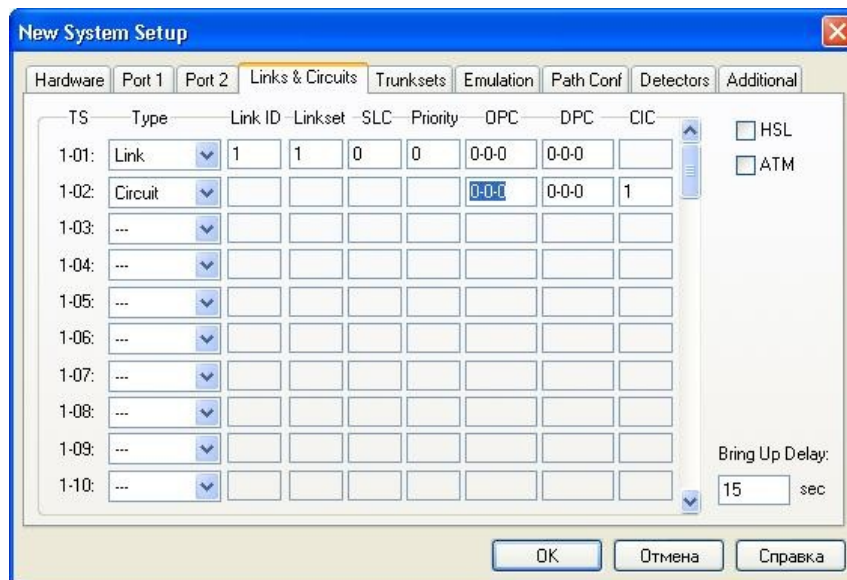 New System Setup
Hardware Port 1 Port 2 Links & Circuits Trunksets Emulation Path Conf Detectors Additional
TS Type Link ID Linkset SLC Priority OPC DPC CIC
HSL
1-01: Link 1 1 0 0 0-0-0 0-0-0
ATM
1-02: Circuit 0-0-0 0-0-0 1
1-03: ---
1-04: ---
1-05: ---
1-06: ---
1-07: ---
1-08: ---
1-09: ---
Bring Up Delay:
1-10: ---
15 sec
OK Отмена Справка